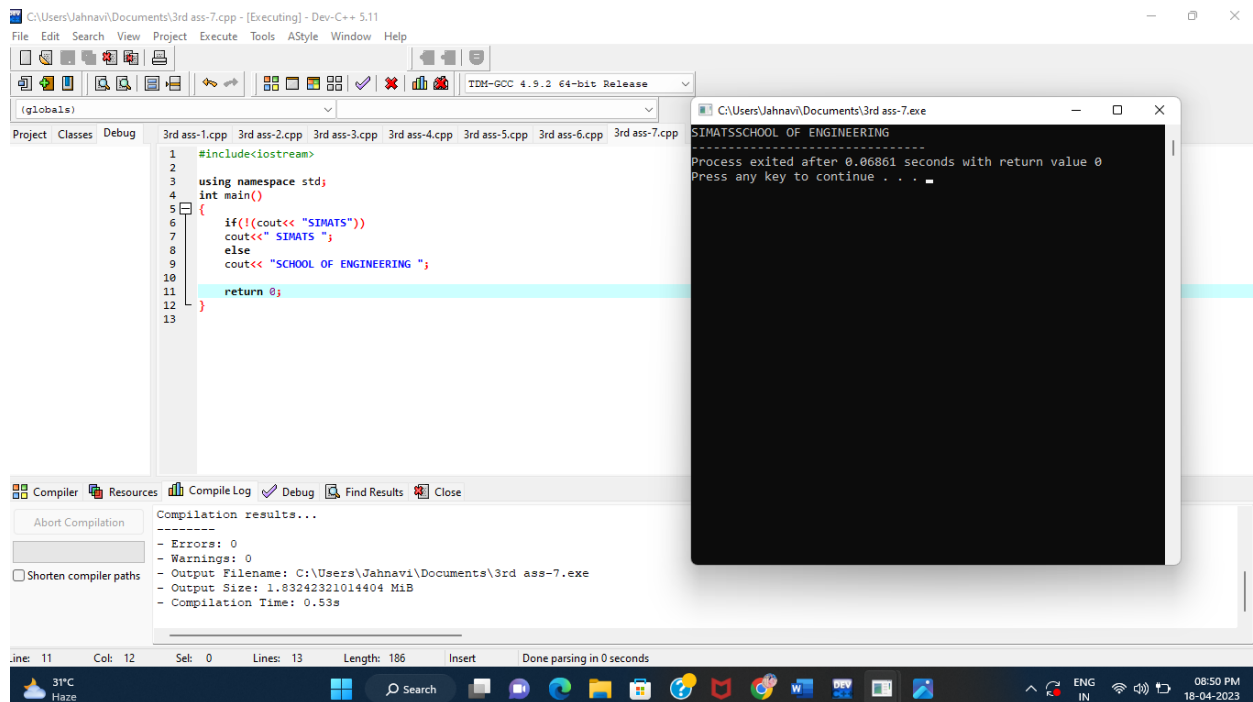 C:\Users\Jahnavi\Documents\3rd ass-7.cpp - [Executing] - Dev-C++ 5.11
File Edit Search View Project Execute Tools AStyle Window Help
TDM-GCC 4.9.2 64-bit Release
(globals)
Project Classes Debug
3rd ass-1.cpp 3rd ass-2.cpp 3rd ass-3.cpp 3rd ass-4.cpp 3rd ass-5.cpp 3rd ass-6.cpp 3rd ass-7.cpp
1 #include<iostream>
2
3 using namespace std;
4 int main()
5 {
6 if(!(cout<< "SIMATS"))
7 cout<<" SIMATS ";
8 else
9 cout<< "SCHOOL OF ENGINEERING ";
10
11 return 0;
12 }
13
C:\Users\Jahnavi\Documents\3rd ass-7.exe
SIMATSSCHOOL OF ENGINEERING
--------------------------------
Process exited after 0.06861 seconds with return value 0
Press any key to continue . . .
Compiler Resources Compile Log Debug Find Results Close
Abort Compilation
Shorten compiler paths
Compilation results...
--------
- Errors: 0
- Warnings: 0
- Output Filename: C:\Users\Jahnavi\Documents\3rd ass-7.exe
- Output Size: 1.83242321014404 MiB
- Compilation Time: 0.53s
Line: 11 Col: 12 Sel: 0 Lines: 13 Length: 186 Insert Done parsing in 0 seconds
31°C
Haze
Search
DEV
ENG
IN
08:50 PM
18-04-2023